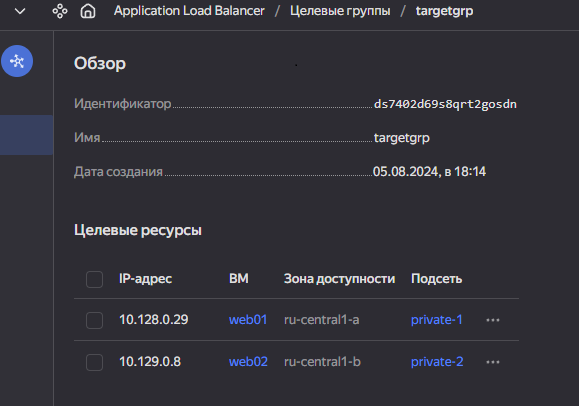 Application Load Balancer / Целевые группы / targetgrp
Обзор
Идентификатор ds7402d69s8qrt2gosdn
Имя targetgrp
Дата создания 05.08.2024, в 18:14
Целевые ресурсы
IP-адрес ВМ Зона доступности Подсеть
10.128.0.29 web01 ru-central1-a private-1
10.129.0.8 web02 ru-central1-b private-2